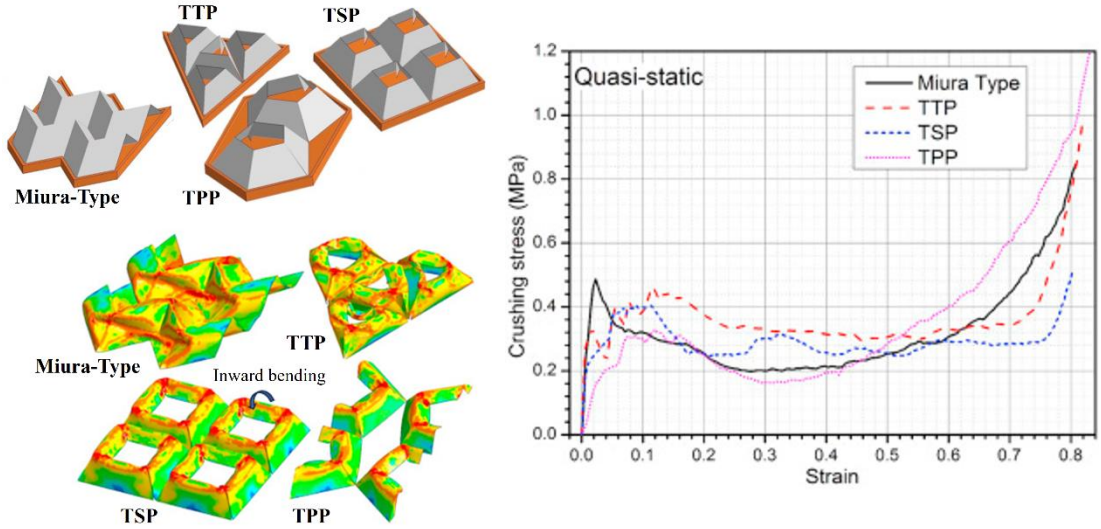 TTP
TSP
Miura-Type
TPP
Miura-Type
TTP
Inward bending
TSP
TPP
Quasi-static
Miura Type
TTP
TSP
TPP
Crushing stress (MPa)
1.2
1.0
0.8
0.6
0.4
0.2
0.0
0.0 0.1 0.2 0.3 0.4 0.5 0.6 0.7 0.8
Strain